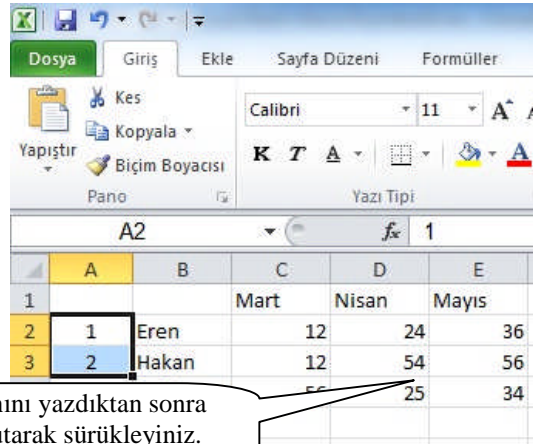 Dosya Giriş Ekle Sayfa Düzeni Formüller
Kes
Kopyala
Biçim Boyacısı
Yapıştır
Calibri 11 A
K T A A
Pano Yazı Tipi
A2 fx 1
A B C D E
1 Mart Nisan Mayıs
2 1 Eren 12 24 36
3 2 Hakan 12 54 56
25 34
yazdıktan sonra
sürükleyiniz.